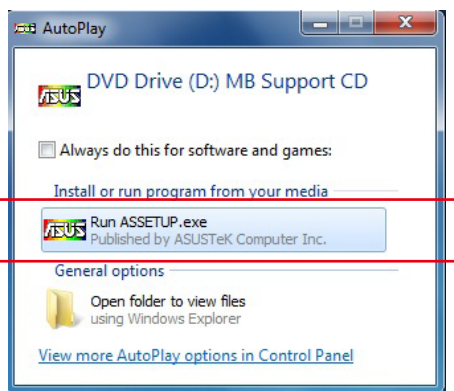 AutoPlay
DVD Drive (D:) MB Support CD
ASUS
Always do this for software and games:
Install or run program from your media
ASUS
Run ASSETUP.exe
Published by ASUSTeK Computer Inc.
General options
Open folder to view files
using Windows Explorer
View more AutoPlay options in Control Panel